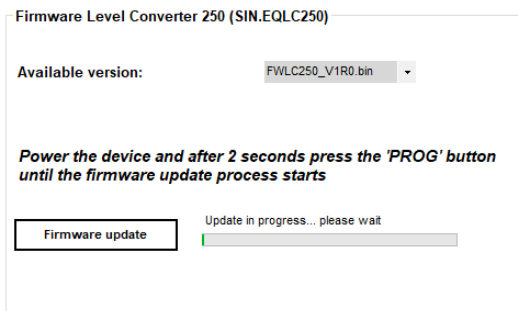 Firmware Level Converter 250 (SIN.EQLC250)
Available version:
FWLC250_V1R0.bin
Power the device and after 2 seconds press the 'PROG' button
until the firmware update process starts
Update in progress... please wait
Firmware update